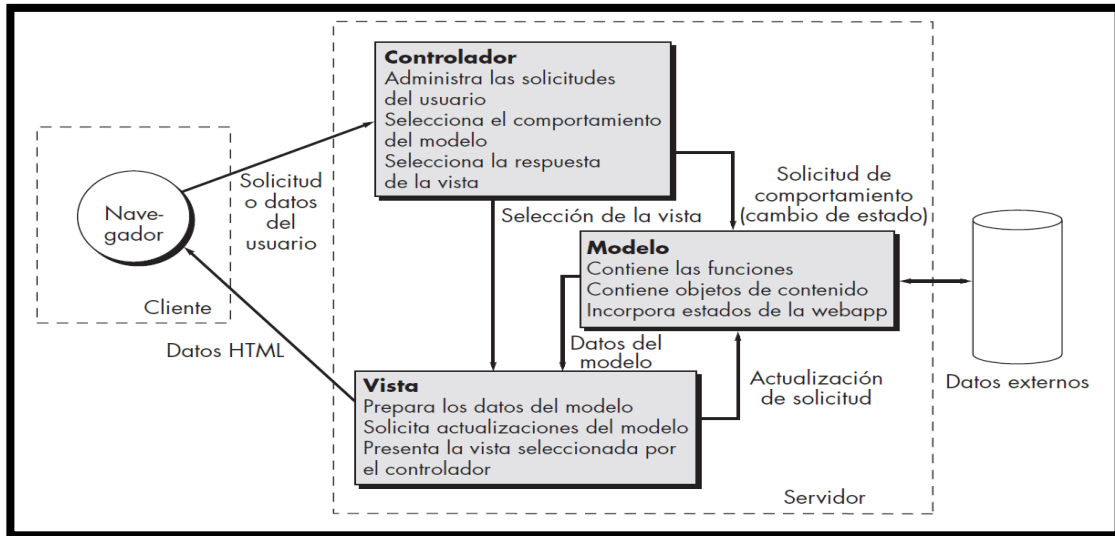 Controlador
Administra las solicitudes
del usuario
Selecciona el comportamiento
del modelo
Selecciona la respuesta
de la vista
Nave-
gador
Cliente
Solicitud
o datos
del
usuario
Selección de la vista
Solicitud de
comportamiento
(cambio de estado)
Modelo
Contiene las funciones
Contiene objetos de contenido
Incorpora estados de la webapp
Datos externos
Datos HTML
Datos del
modelo
Actualización
de solicitud
Vista
Prepara los datos del modelo
Solicita actualizaciones del modelo
Presenta la vista seleccionada por
el controlador
Servidor